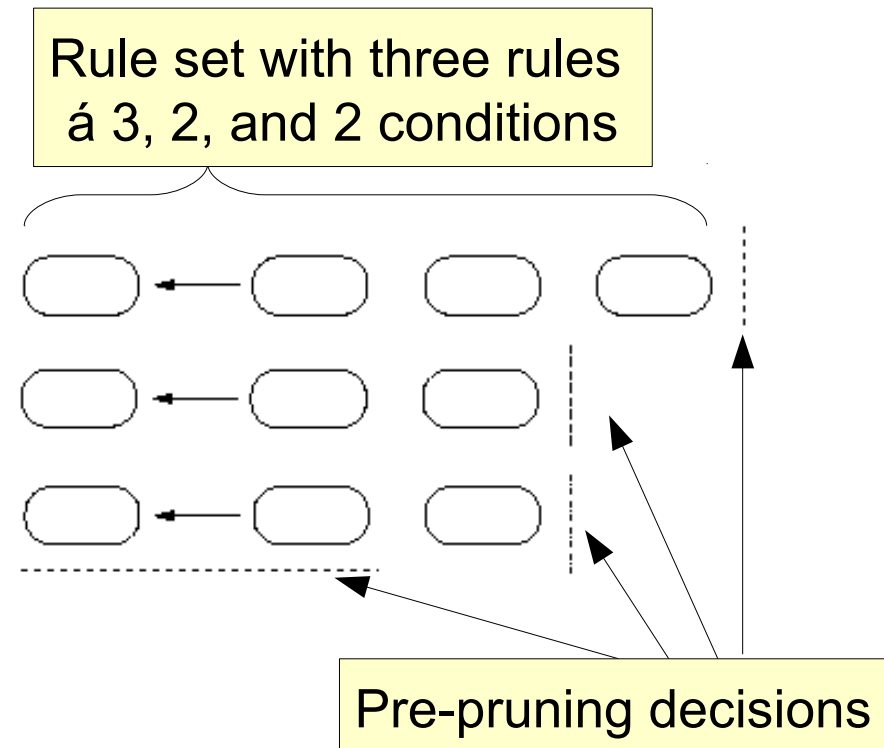 Rule set with three rules
á 3, 2, and 2 conditions
Pre-pruning decisions